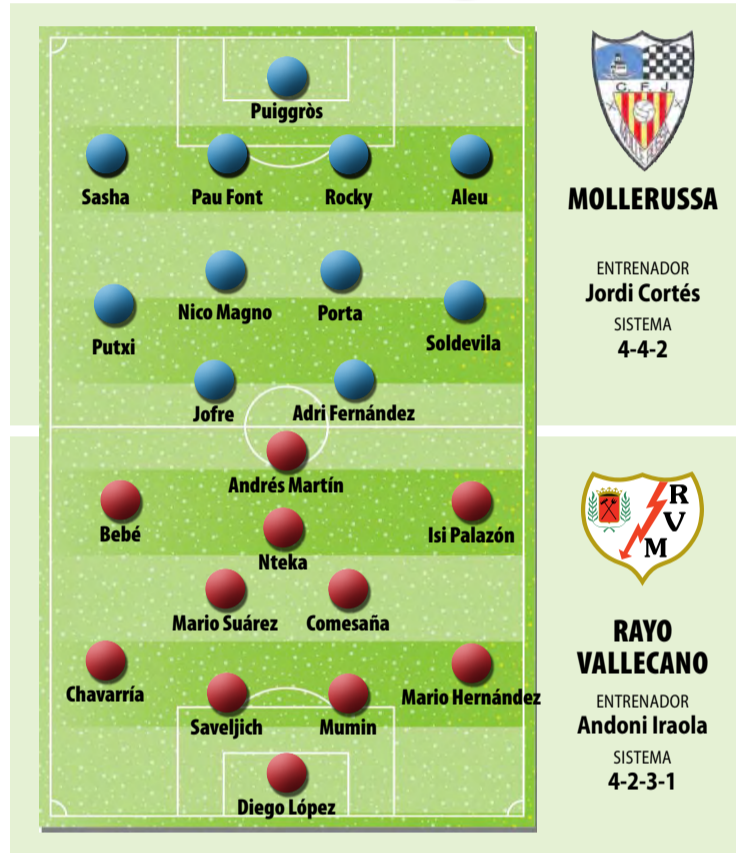 Puiggròs
Sasha Pau Font Rocky Aleu
Nico Magno Porta
Putxi Soldevila
Jofre Adri Fernández
C. F. J.
MOLLERUSSA
ENTRENADOR
Jordi Cortés
SISTEMA
4-4-2
Andrés Martín
Bebé Isi Palazón
Nteka
Mario Suárez Comesaña
Chavarría Mario Hernández
Saveljich Mumin
Diego López
R
V
M
RAYO
VALLECANO
ENTRENADOR
Andoni Iraola
SISTEMA
4-2-3-1